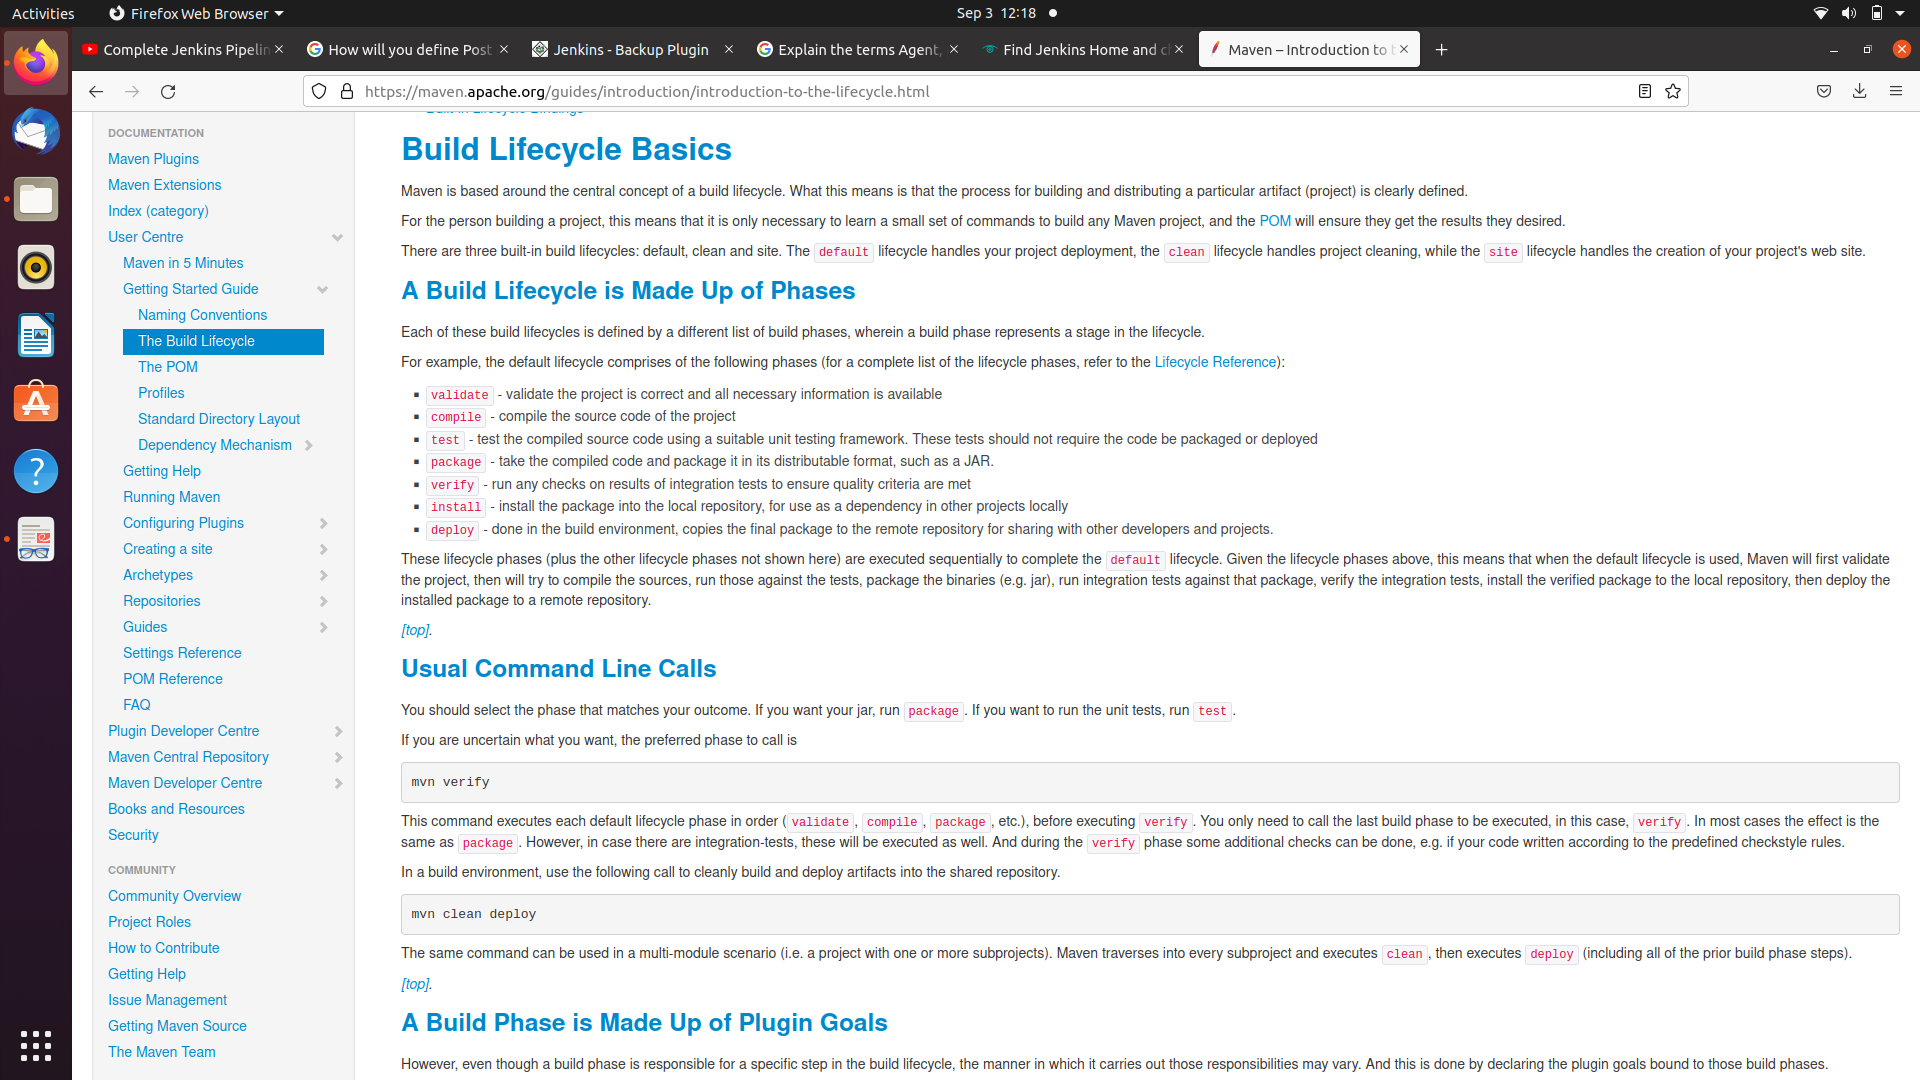 Activities
Firefox Web Browser
Sep 3 12:18
Complete Jenkins Pipelin
How will you define Post
Jenkins - Backup Plugin
Explain the terms Agent,
Find Jenkins Home and c
Maven – Introduction to t
https://maven.apache.org/guides/introduction/introduction-to-the-lifecycle.html
DOCUMENTATION
Maven Plugins
Maven Extensions
Index (category)
User Centre
Maven in 5 Minutes
Getting Started Guide
Naming Conventions
The Build Lifecycle
The POM
Profiles
Standard Directory Layout
Dependency Mechanism
Getting Help
Running Maven
Configuring Plugins
Creating a site
Archetypes
Repositories
Guides
Settings Reference
POM Reference
FAQ
Plugin Developer Centre
Maven Central Repository
Maven Developer Centre
Books and Resources
Security
COMMUNITY
Community Overview
Project Roles
How to Contribute
Getting Help
Issue Management
Getting Maven Source
The Maven Team
Build Lifecycle Basics
Maven is based around the central concept of a build lifecycle. What this means is that the process for building and distributing a particular artifact (project) is clearly defined.
For the person building a project, this means that it is only necessary to learn a small set of commands to build any Maven project, and the POM will ensure they get the results they desired.
There are three built-in build lifecycles: default, clean and site. The default lifecycle handles your project deployment, the clean lifecycle handles project cleaning, while the site lifecycle handles the creation of your project's web site.
A Build Lifecycle is Made Up of Phases
Each of these build lifecycles is defined by a different list of build phases, wherein a build phase represents a stage in the lifecycle.
For example, the default lifecycle comprises of the following phases (for a complete list of the lifecycle phases, refer to the Lifecycle Reference):
validate - validate the project is correct and all necessary information is available
compile - compile the source code of the project
test - test the compiled source code using a suitable unit testing framework. These tests should not require the code be packaged or deployed
package - take the compiled code and package it in its distributable format, such as a JAR.
verify - run any checks on results of integration tests to ensure quality criteria are met
install - install the package into the local repository, for use as a dependency in other projects locally
deploy - done in the build environment, copies the final package to the remote repository for sharing with other developers and projects.
These lifecycle phases (plus the other lifecycle phases not shown here) are executed sequentially to complete the default lifecycle. Given the lifecycle phases above, this means that when the default lifecycle is used, Maven will first validate
the project, then will try to compile the sources, run those against the tests, package the binaries (e.g. jar), run integration tests against that package, verify the integration tests, install the verified package to the local repository, then deploy the
installed package to a remote repository.
[top].
Usual Command Line Calls
You should select the phase that matches your outcome. If you want your jar, run package. If you want to run the unit tests, run test.
If you are uncertain what you want, the preferred phase to call is
mvn verify
This command executes each default lifecycle phase in order (validate, compile, package, etc.), before executing verify. You only need to call the last build phase to be executed, in this case, verify. In most cases the effect is the
same as package. However, in case there are integration-tests, these will be executed as well. And during the verify phase some additional checks can be done, e.g. if your code written according to the predefined checkstyle rules.
In a build environment, use the following call to cleanly build and deploy artifacts into the shared repository.
mvn clean deploy
The same command can be used in a multi-module scenario (i.e. a project with one or more subprojects). Maven traverses into every subproject and executes clean, then executes deploy (including all of the prior build phase steps).
[top].
A Build Phase is Made Up of Plugin Goals
However, even though a build phase is responsible for a specific step in the build lifecycle, the manner in which it carries out those responsibilities may vary. And this is done by declaring the plugin goals bound to those build phases.